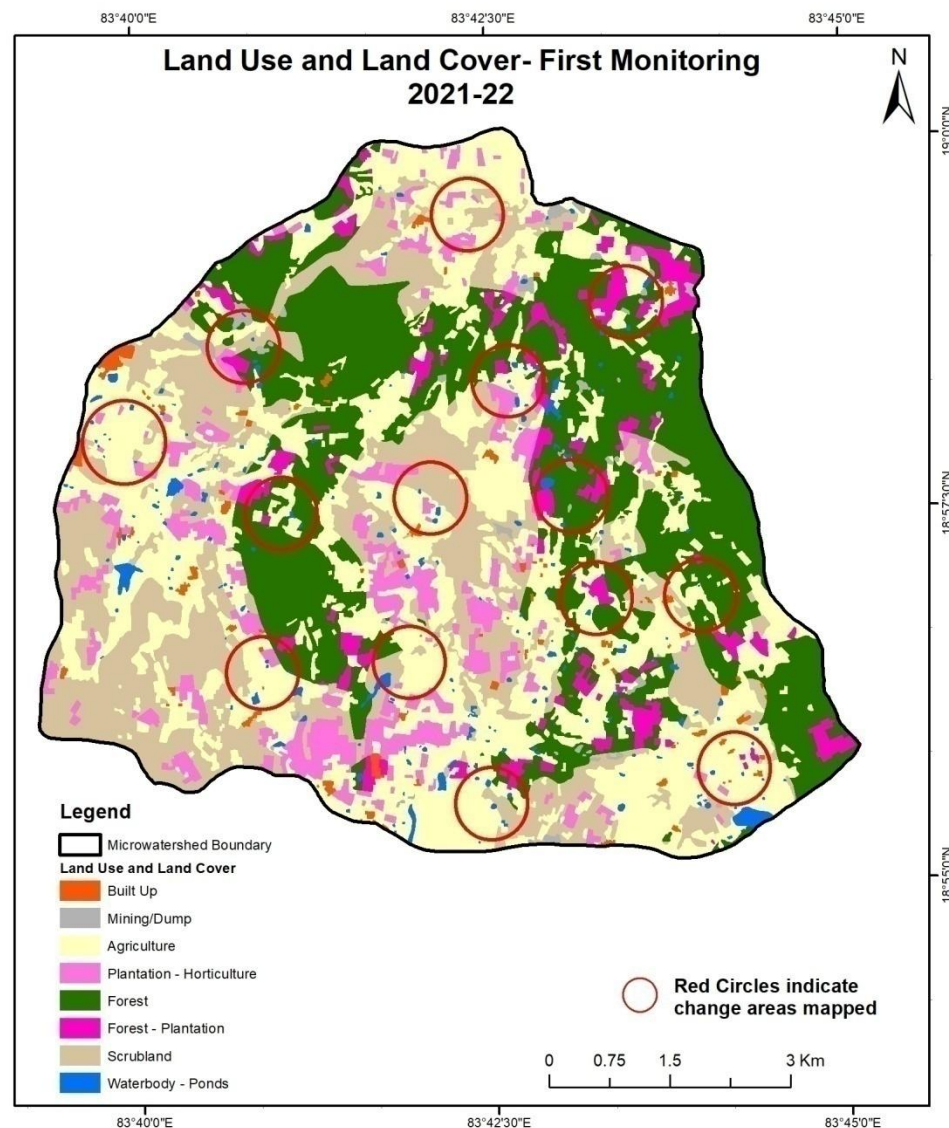 83°40'0"E 83°42'30"E 83°45'0"E
Land Use and Land Cover- First Monitoring
2021-22
N
19°0'0"N
18°57'30"N
18°55'0"N
Legend
Microwatershed Boundary
Land Use and Land Cover
Built Up
Mining/Dump
Agriculture
Plantation - Horticulture
Forest
Forest - Plantation
Scrubland
Waterbody - Ponds
Red Circles indicate
change areas mapped
0 0.75 1.5 3 Km
83°40'0"E 83°42'30"E 83°45'0"E